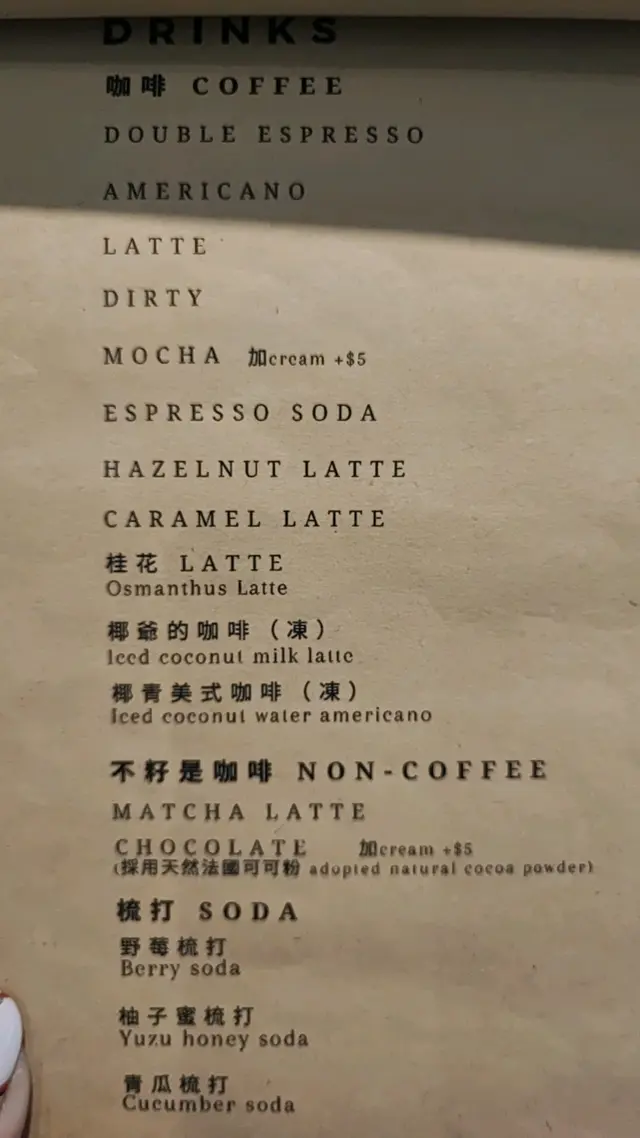 DRINKS
咖啡 COFFEE
DOUBLE ESPRESSO
AMERICANO
LATTE
DIRTY
MOCHA 加cream +$5
ESPRESSO SODA
HAZELNUT LATTE
CARAMEL LATTE
桂花 LATTE
Osmanthus Latte
椰爺的咖啡（凍）
Iced coconut milk latte
椰青美式咖啡（凍）
Iced coconut water americano
不籽是咖啡 NON-COFFEE
MATCHA LATTE
CHOCOLATE 加cream +$5
(採用天然法國可可粉 adopted natural cocoa powder)
梳打 SODA
野莓梳打
Berry soda
柚子蜜梳打
Yuzu honey soda
青瓜梳打
Cucumber soda